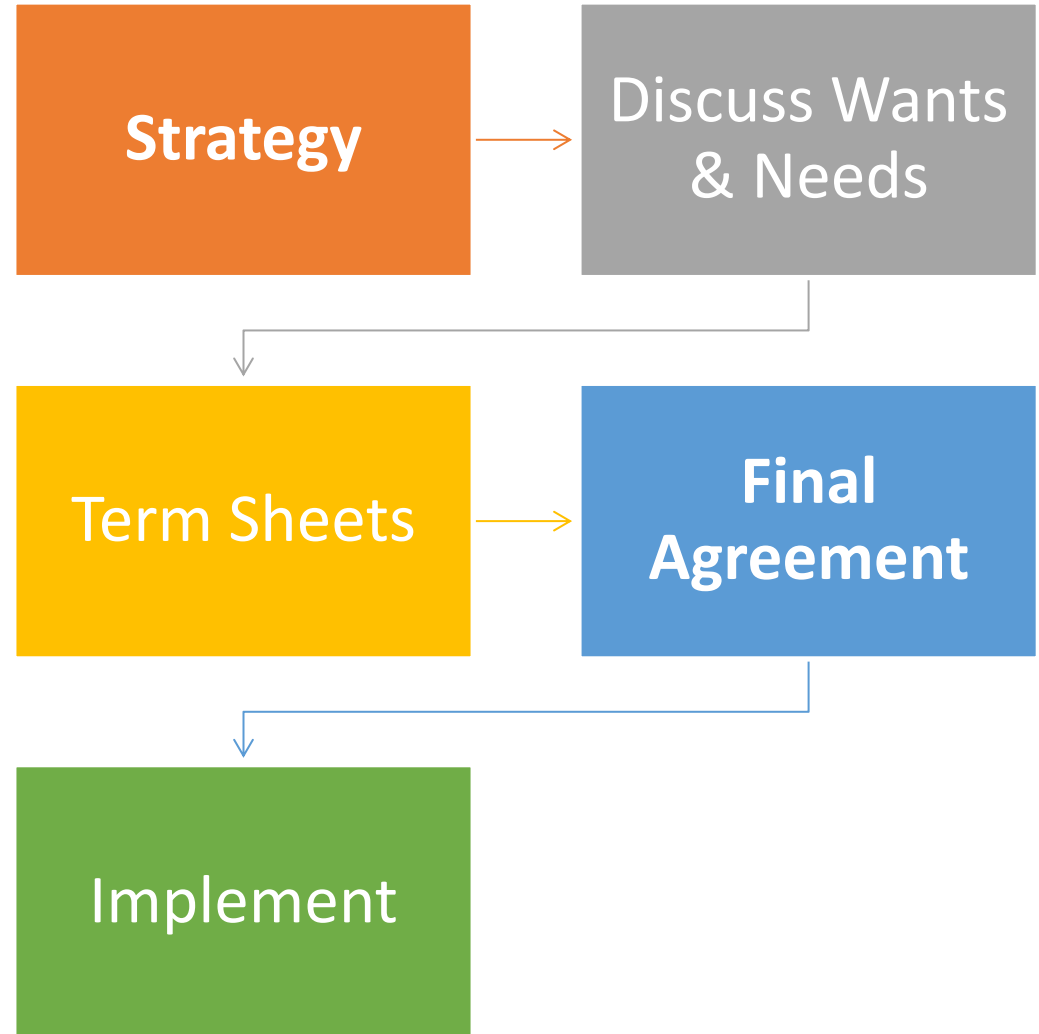 Strategy
Discuss Wants
& Needs
Term Sheets
Final
Agreement
Implement